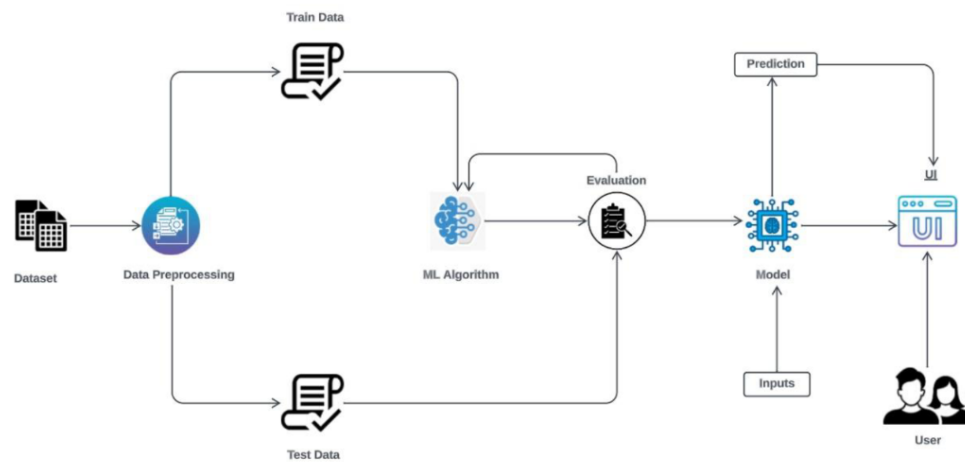 Train Data
Prediction
UI
Evaluation
UI
Dataset
Data Preprocessing
ML Algorithm
Model
Inputs
User
Test Data